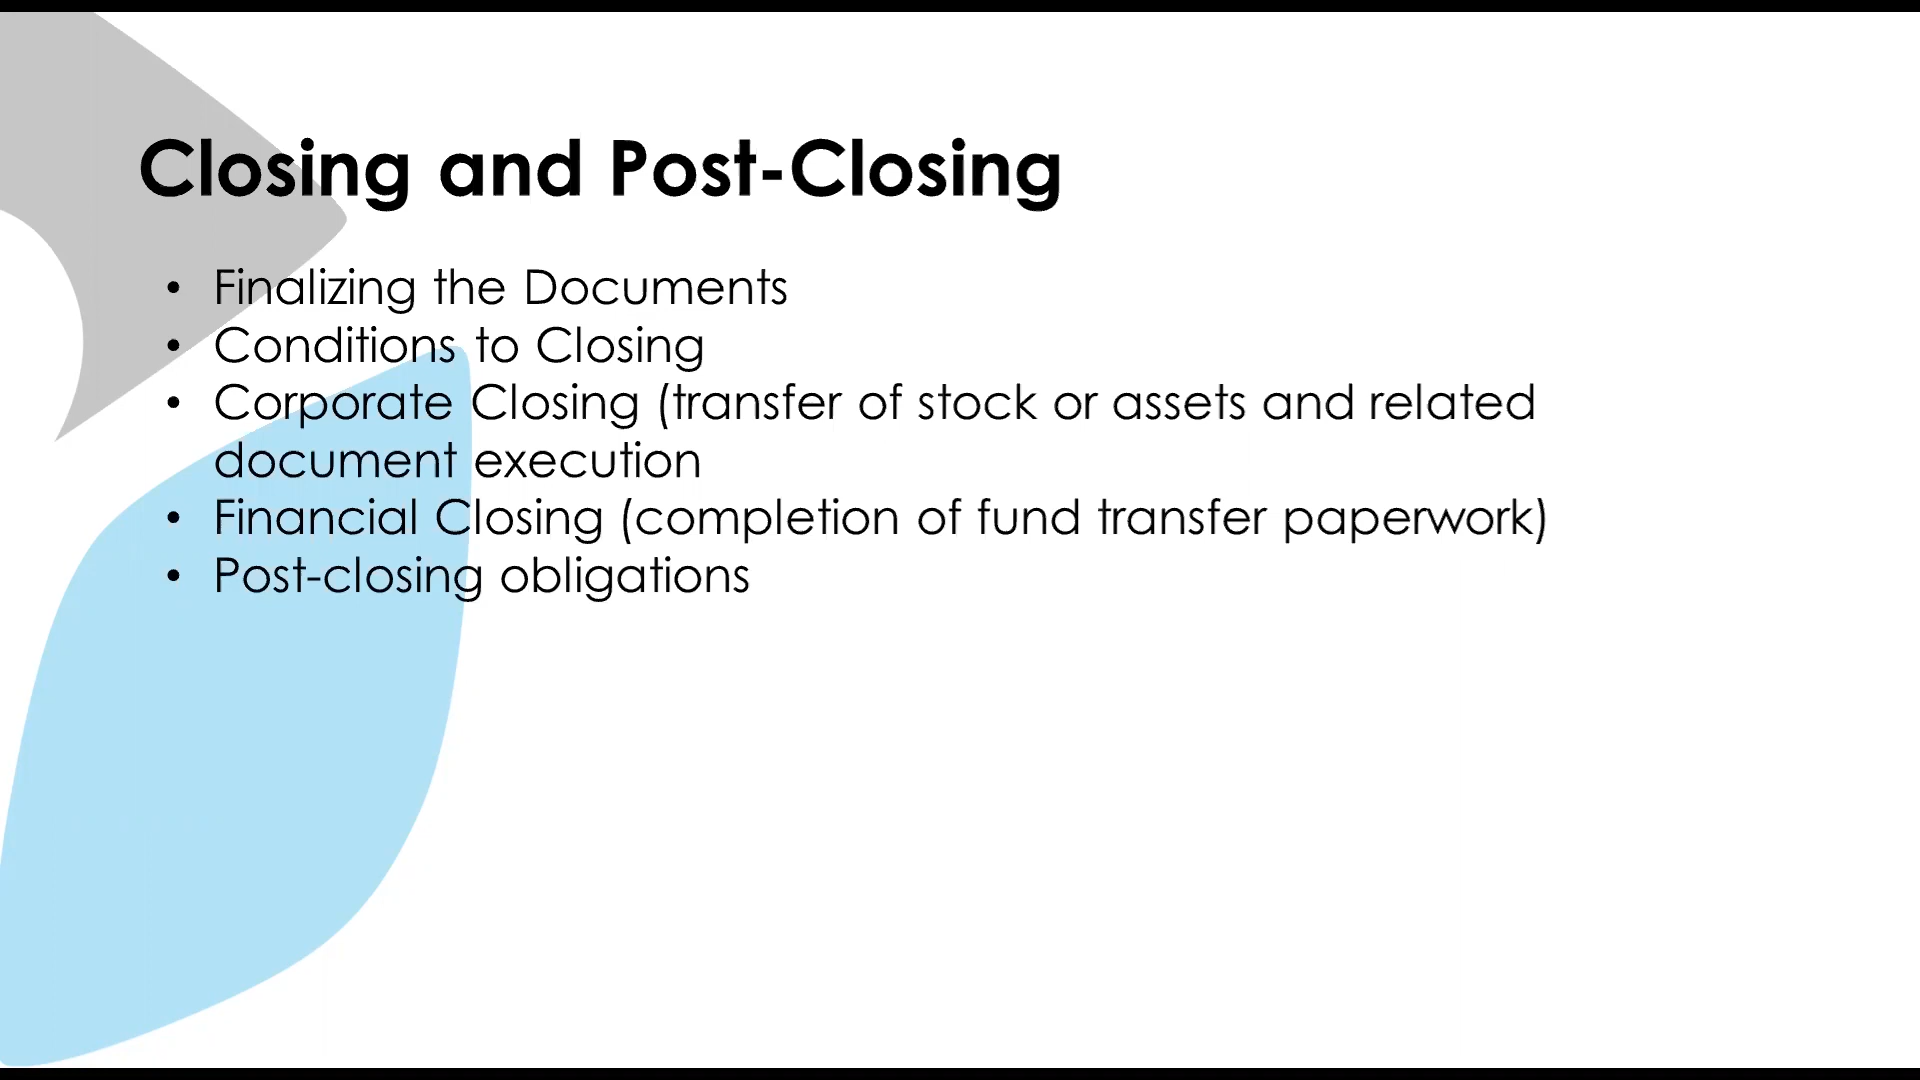 Closing and Post-Closing
• Finalizing the Documents
• Conditions to Closing
• Corporate Closing (transfer of stock or assets and related
document execution
• Financial Closing (completion of fund transfer paperwork)
• Post-closing obligations